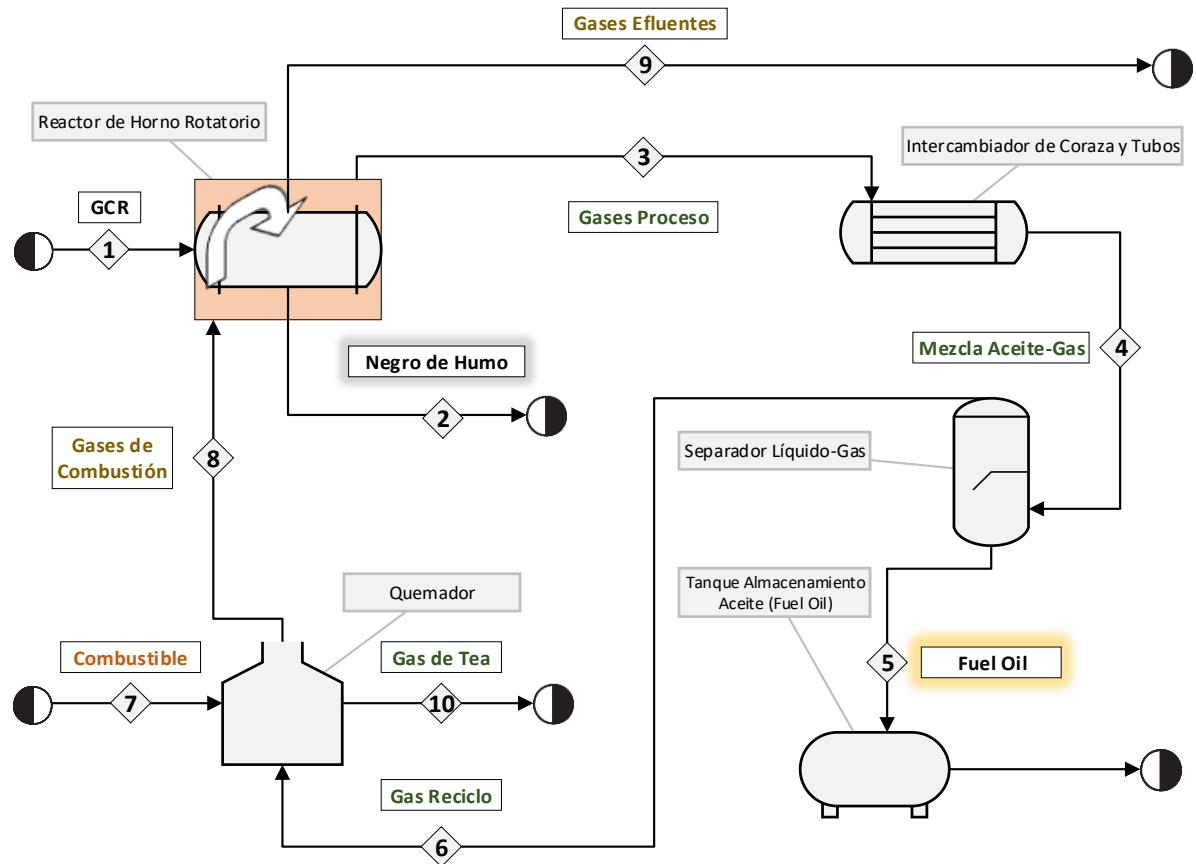 Gases Efluentes
9
Reactor de Horno Rotatorio
3
Intercambiador de Coraza y Tubos
GCR
Gases Proceso
1
Mezcla Aceite-Gas
4
Negro de Humo
2
Gases de
Combustión
8
Separador Líquido-Gas
Quemador
Tanque Almacenamiento
Aceite (Fuel Oil)
Combustible
Gas de Tea
5
Fuel Oil
7
10
Gas Reciclo
6